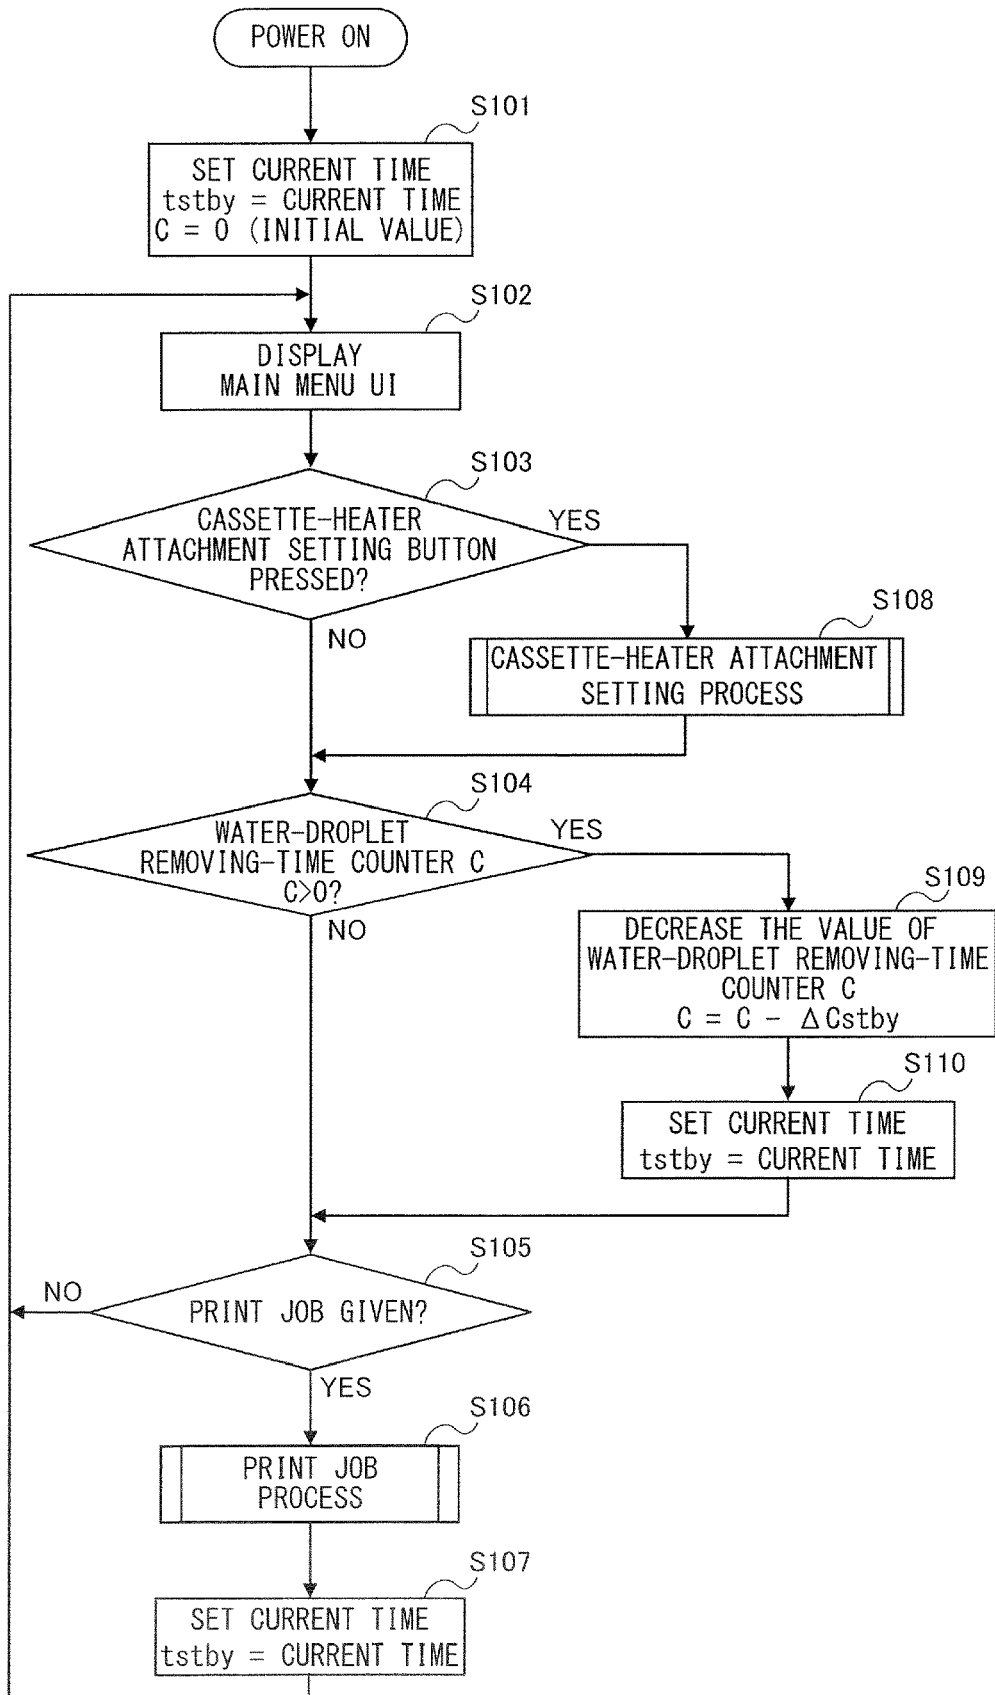 POWER ON
S101
SET CURRENT TIME
tstby = CURRENT TIME
C = 0 (INITIAL VALUE)
S102
DISPLAY
MAIN MENU UI
S103
CASSETTE-HEATER
ATTACHMENT SETTING BUTTON
PRESSED?
YES
NO
S108
CASSETTE-HEATER ATTACHMENT
SETTING PROCESS
S104
WATER-DROPLET
REMOVING-TIME COUNTER C
C>0?
YES
NO
S109
DECREASE THE VALUE OF
WATER-DROPLET REMOVING-TIME
COUNTER C
C = C - ΔCstby
S110
SET CURRENT TIME
tstby = CURRENT TIME
S105
PRINT JOB GIVEN?
NO
YES
S106
PRINT JOB
PROCESS
S107
SET CURRENT TIME
tstby = CURRENT TIME